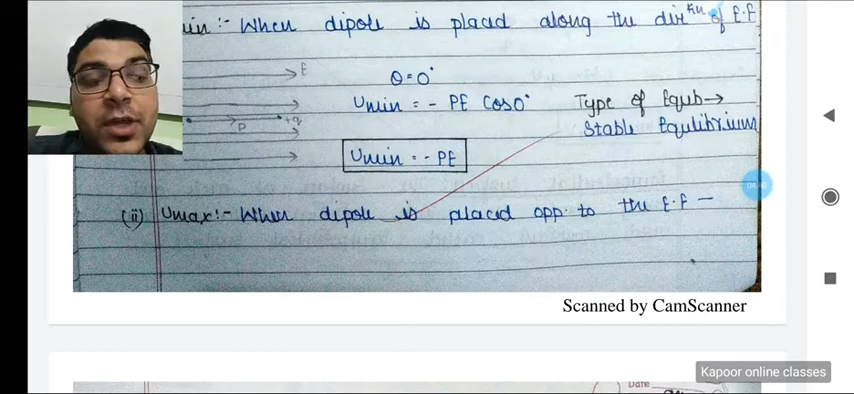 in:- When dipole is placed along the dirⁿ of E.F
E
θ = 0°
Umin = - PE Cos0°
Type of Equb→
+q
P
Stable Equlibrium
Umin = - PE
(ii) Umax:- When dipole is placed opp. to the E.F —
Scanned by CamScanner
Kapoor online classes
Date